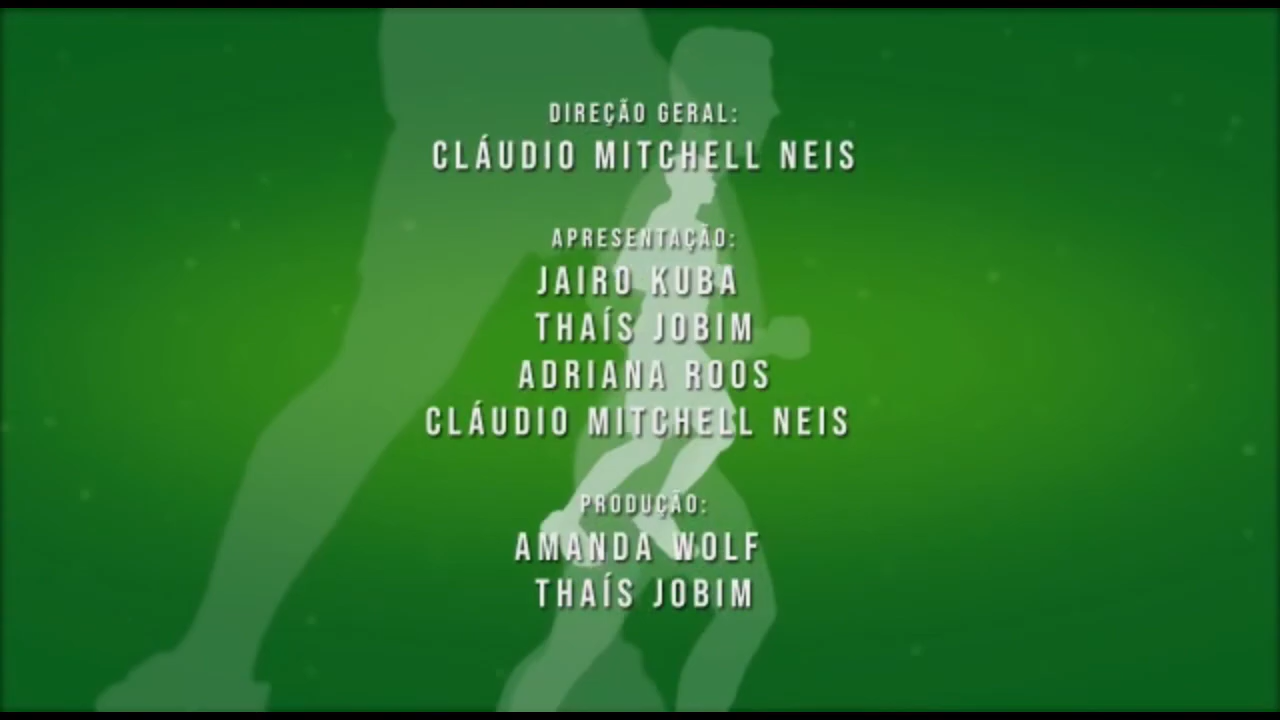 DIREÇÃO GERAL:
CLÁUDIO MITCHELL NEIS
APRESENTAÇÃO:
JAIRO KUBA
THAÍS JOBIM
ADRIANA ROOS
CLÁUDIO MITCHELL NEIS
PRODUÇÃO:
AMANDA WOLF
THAÍS JOBIM